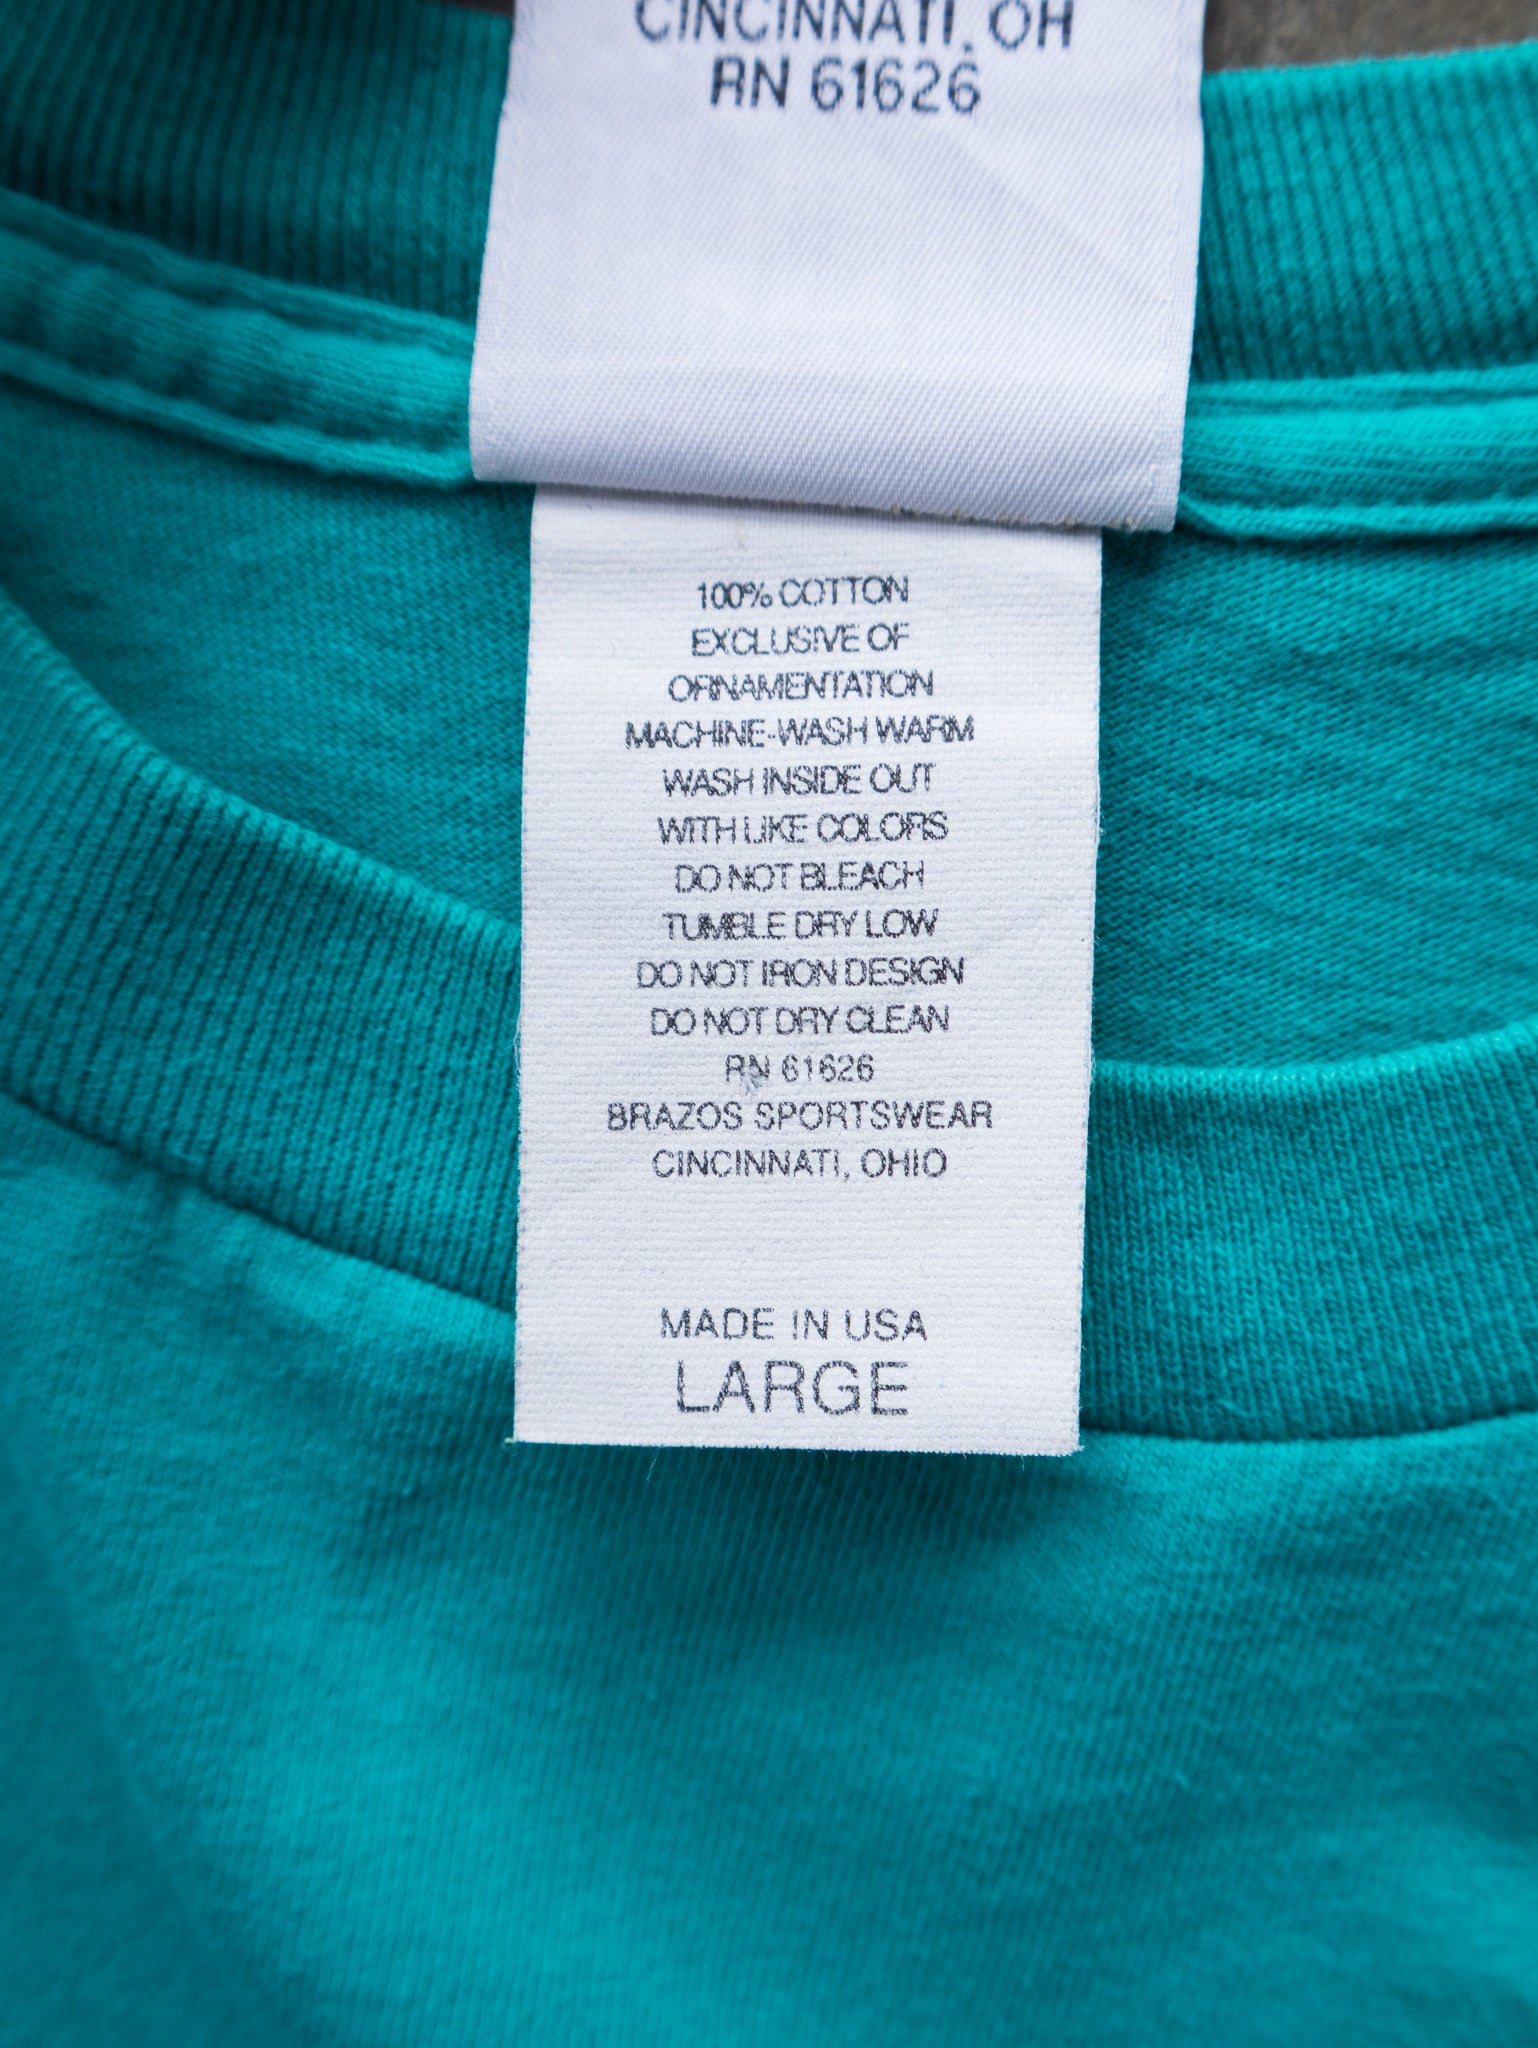 CINCINNATI, OH
RN 61626
100% COTTON
EXCLUSIVE OF
ORNAMENTATION
MACHINE-WASH WARM
WASH INSIDE OUT
WITH LIKE COLORS
DO NOT BLEACH
TUMBLE DRY LOW
DO NOT IRON DESIGN
DO NOT DRY CLEAN
RN 61626
BRAZOS SPORTSWEAR
CINCINNATI, OHIO
MADE IN USA
LARGE